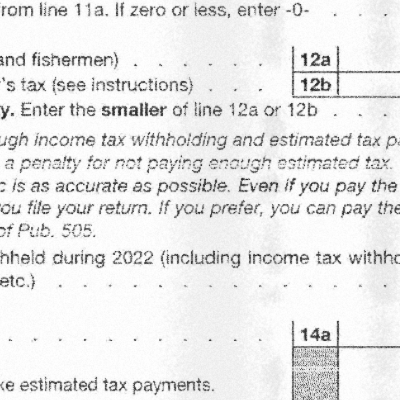 from line 11a. If zero or less, enter -0- . . .
and fishermen) . . . . . . 12a
's tax (see instructions) . . . 12b
y. Enter the smaller of line 12a or 12b . . .
ugh income tax withholding and estimated tax pa
a penalty for not paying enough estimated tax.
c is as accurate as possible. Even if you pay the
ou file your return. If you prefer, you can pay the
of Pub. 505.
hheld during 2022 (including income tax withho
etc.) . . . . . . . . . . . . .
. . . . . . . . . . 14a
ke estimated tax payments.